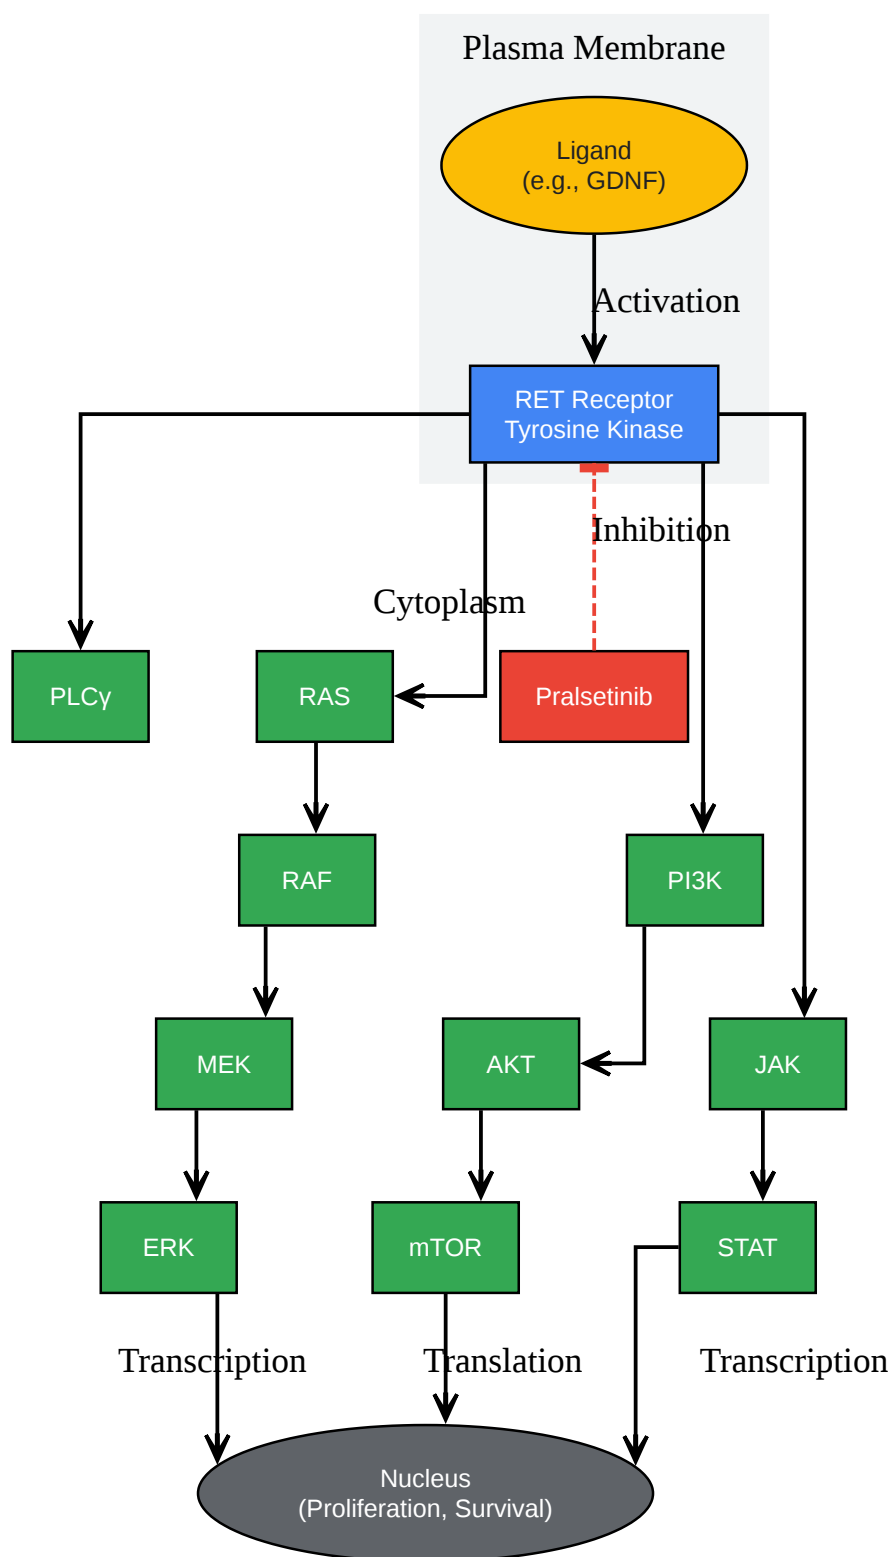 Plasma Membrane
Ligand
(e.g., GDNF)
Activation
RET Receptor
Tyrosine Kinase
Inhibition
Cytoplasm
PLCγ
RAS
Pralsetinib
RAF
PI3K
MEK
AKT
JAK
ERK
mTOR
STAT
Transcription
Translation
Transcription
Nucleus
(Proliferation, Survival)